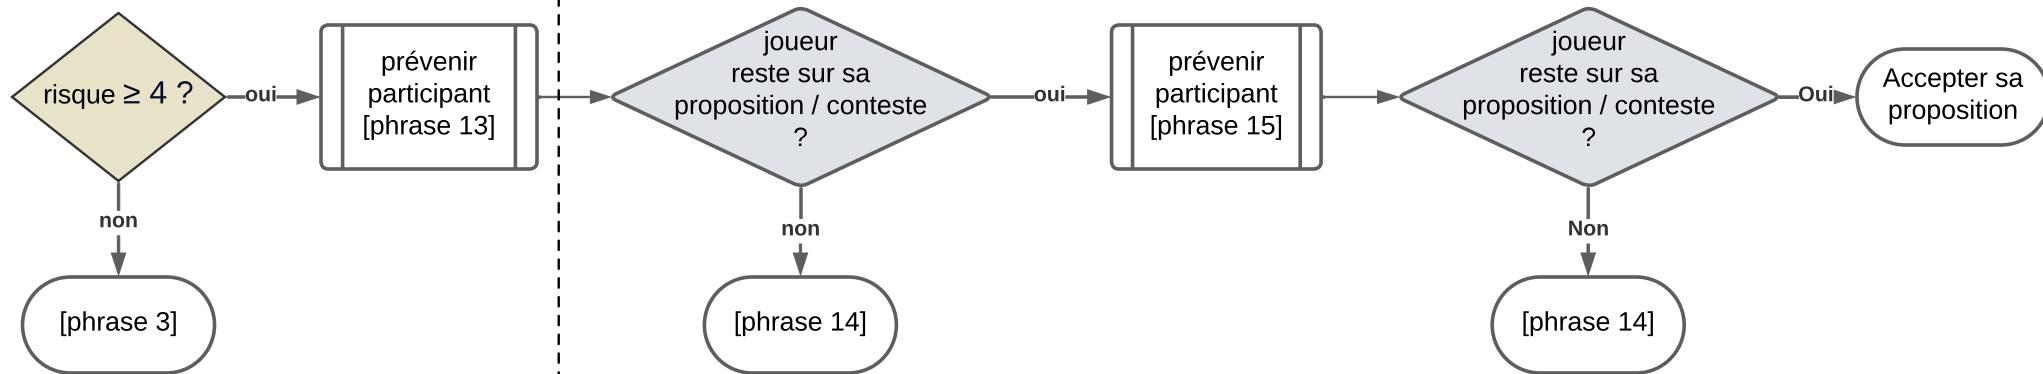 risque ≥ 4 ?
oui
prévenir
participant
[phrase 13]
joueur
reste sur sa
proposition / conteste
?
oui
prévenir
participant
[phrase 15]
joueur
reste sur sa
proposition / conteste
?
Oui
Accepter sa
proposition
non
non
Non
[phrase 3]
[phrase 14]
[phrase 14]